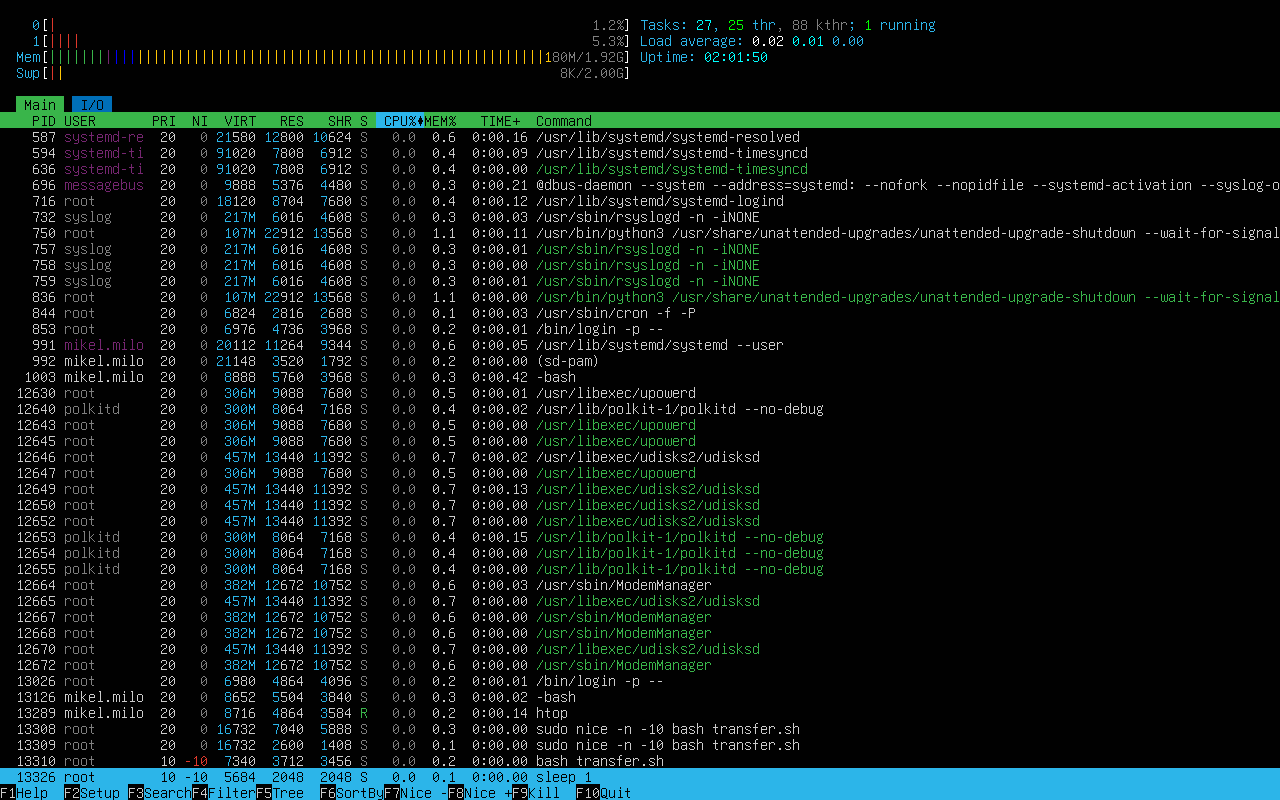 0[| 1.2%] Tasks: 27, 25 thr, 88 kthr; 1 running
1[|||| 5.3%] Load average: 0.02 0.01 0.00
Mem[||||||||||||||||||||||||||||||||||||||||||||||||||||||||||||||180M/1.92G] Uptime: 02:01:50
Swp[|| 8K/2.00G]
Main I/O
PID USER PRI NI VIRT RES SHR S CPU%♦MEM% TIME+ Command
587 systemd-re 20 0 21580 12800 10624 S 0.0 0.6 0:00.16 /usr/lib/systemd/systemd-resolved
594 systemd-ti 20 0 91020 7808 6912 S 0.0 0.4 0:00.09 /usr/lib/systemd/systemd-timesyncd
636 systemd-ti 20 0 91020 7808 6912 S 0.0 0.4 0:00.00 /usr/lib/systemd/systemd-timesyncd
696 messagebus 20 0 9888 5376 4480 S 0.0 0.3 0:00.21 @dbus-daemon --system --address=systemd: --nofork --nopidfile --systemd-activation --syslog-o
716 root 20 0 18120 8704 7680 S 0.0 0.4 0:00.12 /usr/lib/systemd/systemd-logind
732 syslog 20 0 217M 6016 4608 S 0.0 0.3 0:00.03 /usr/sbin/rsyslogd -n -iNONE
750 root 20 0 107M 22912 13568 S 0.0 1.1 0:00.11 /usr/bin/python3 /usr/share/unattended-upgrades/unattended-upgrade-shutdown --wait-for-signal
757 syslog 20 0 217M 6016 4608 S 0.0 0.3 0:00.01 /usr/sbin/rsyslogd -n -iNONE
758 syslog 20 0 217M 6016 4608 S 0.0 0.3 0:00.00 /usr/sbin/rsyslogd -n -iNONE
759 syslog 20 0 217M 6016 4608 S 0.0 0.3 0:00.01 /usr/sbin/rsyslogd -n -iNONE
836 root 20 0 107M 22912 13568 S 0.0 1.1 0:00.00 /usr/bin/python3 /usr/share/unattended-upgrades/unattended-upgrade-shutdown --wait-for-signal
844 root 20 0 6824 2816 2688 S 0.0 0.1 0:00.03 /usr/sbin/cron -f -P
853 root 20 0 6976 4736 3968 S 0.0 0.2 0:00.01 /bin/login -p --
991 mikel.milo 20 0 20112 11264 9344 S 0.0 0.6 0:00.05 /usr/lib/systemd/systemd --user
992 mikel.milo 20 0 21148 3520 1792 S 0.0 0.2 0:00.00 (sd-pam)
1003 mikel.milo 20 0 8888 5760 3968 S 0.0 0.3 0:00.42 -bash
12630 root 20 0 306M 9088 7680 S 0.0 0.5 0:00.01 /usr/libexec/upowerd
12640 polkitd 20 0 300M 8064 7168 S 0.0 0.4 0:00.02 /usr/lib/polkit-1/polkitd --no-debug
12643 root 20 0 306M 9088 7680 S 0.0 0.5 0:00.00 /usr/libexec/upowerd
12645 root 20 0 306M 9088 7680 S 0.0 0.5 0:00.00 /usr/libexec/upowerd
12646 root 20 0 457M 13440 11392 S 0.0 0.7 0:00.02 /usr/libexec/udisks2/udisksd
12647 root 20 0 306M 9088 7680 S 0.0 0.5 0:00.00 /usr/libexec/upowerd
12649 root 20 0 457M 13440 11392 S 0.0 0.7 0:00.13 /usr/libexec/udisks2/udisksd
12650 root 20 0 457M 13440 11392 S 0.0 0.7 0:00.00 /usr/libexec/udisks2/udisksd
12652 root 20 0 457M 13440 11392 S 0.0 0.7 0:00.00 /usr/libexec/udisks2/udisksd
12653 polkitd 20 0 300M 8064 7168 S 0.0 0.4 0:00.15 /usr/lib/polkit-1/polkitd --no-debug
12654 polkitd 20 0 300M 8064 7168 S 0.0 0.4 0:00.00 /usr/lib/polkit-1/polkitd --no-debug
12655 polkitd 20 0 300M 8064 7168 S 0.0 0.4 0:00.00 /usr/lib/polkit-1/polkitd --no-debug
12664 root 20 0 382M 12672 10752 S 0.0 0.6 0:00.03 /usr/sbin/ModemManager
12665 root 20 0 457M 13440 11392 S 0.0 0.7 0:00.00 /usr/libexec/udisks2/udisksd
12667 root 20 0 382M 12672 10752 S 0.0 0.6 0:00.00 /usr/sbin/ModemManager
12668 root 20 0 382M 12672 10752 S 0.0 0.6 0:00.00 /usr/sbin/ModemManager
12670 root 20 0 457M 13440 11392 S 0.0 0.7 0:00.00 /usr/libexec/udisks2/udisksd
12672 root 20 0 382M 12672 10752 S 0.0 0.6 0:00.00 /usr/sbin/ModemManager
13026 root 20 0 6980 4864 4096 S 0.0 0.2 0:00.01 /bin/login -p --
13126 mikel.milo 20 0 8652 5504 3840 S 0.0 0.3 0:00.02 -bash
13289 mikel.milo 20 0 8716 4864 3584 R 0.0 0.2 0:00.14 htop
13308 root 20 0 16732 7040 5888 S 0.0 0.3 0:00.00 sudo nice -n -10 bash transfer.sh
13309 root 20 0 16732 2600 1408 S 0.0 0.1 0:00.00 sudo nice -n -10 bash transfer.sh
13310 root 10 -10 7340 3712 3456 S 0.0 0.2 0:00.00 bash transfer.sh
13326 root 10 -10 5684 2048 2048 S 0.0 0.1 0:00.00 sleep 1
F1Help F2Setup F3SearchF4FilterF5Tree F6SortByF7Nice -F8Nice +F9Kill F10Quit